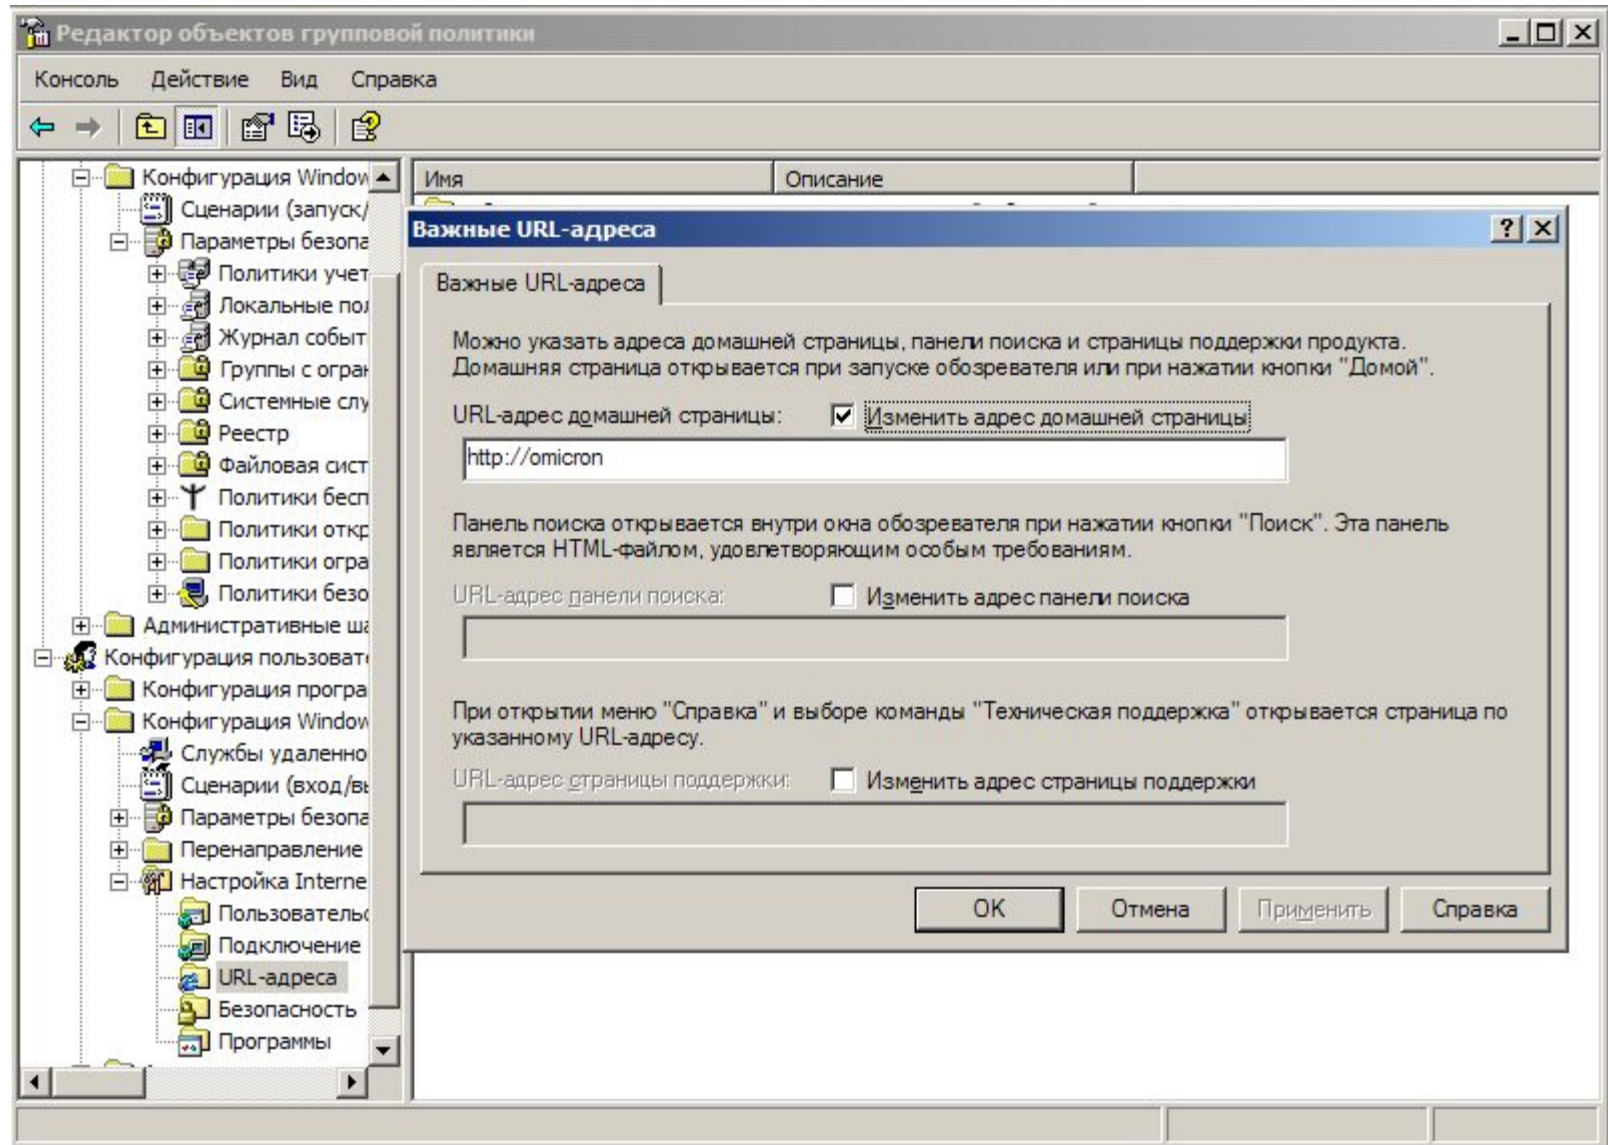 Редактор объектов групповой политики
Консоль Действие Вид Справка
Конфигурация Window
Сценарии (запуск/
Параметры безопа
Политики учет
Локальные пол
Журнал событ
Группы с огран
Системные слу
Реестр
Файловая сист
Политики бесп
Политики откр
Политики огра
Политики безо
Административные ша
Конфигурация пользовате
Конфигурация програ
Конфигурация Window
Службы удаленно
Сценарии (вход/вы
Параметры безопа
Перенаправление
Настройка Interne
Пользовательс
Подключение
URL-адреса
Безопасность
Программы
Имя Описание
Важные URL-адреса
Важные URL-адреса
Можно указать адреса домашней страницы, панели поиска и страницы поддержки продукта.
Домашняя страница открывается при запуске обозревателя или при нажатии кнопки "Домой".
URL-адрес домашней страницы: Изменить адрес домашней страницы
http://omicron
Панель поиска открывается внутри окна обозревателя при нажатии кнопки "Поиск". Эта панель
является HTML-файлом, удовлетворяющим особым требованиям.
URL-адрес панели поиска: Изменить адрес панели поиска
При открытии меню "Справка" и выборе команды "Техническая поддержка" открывается страница по
указанному URL-адресу.
URL-адрес страницы поддержки: Изменить адрес страницы поддержки
OK Отмена Применить Справка